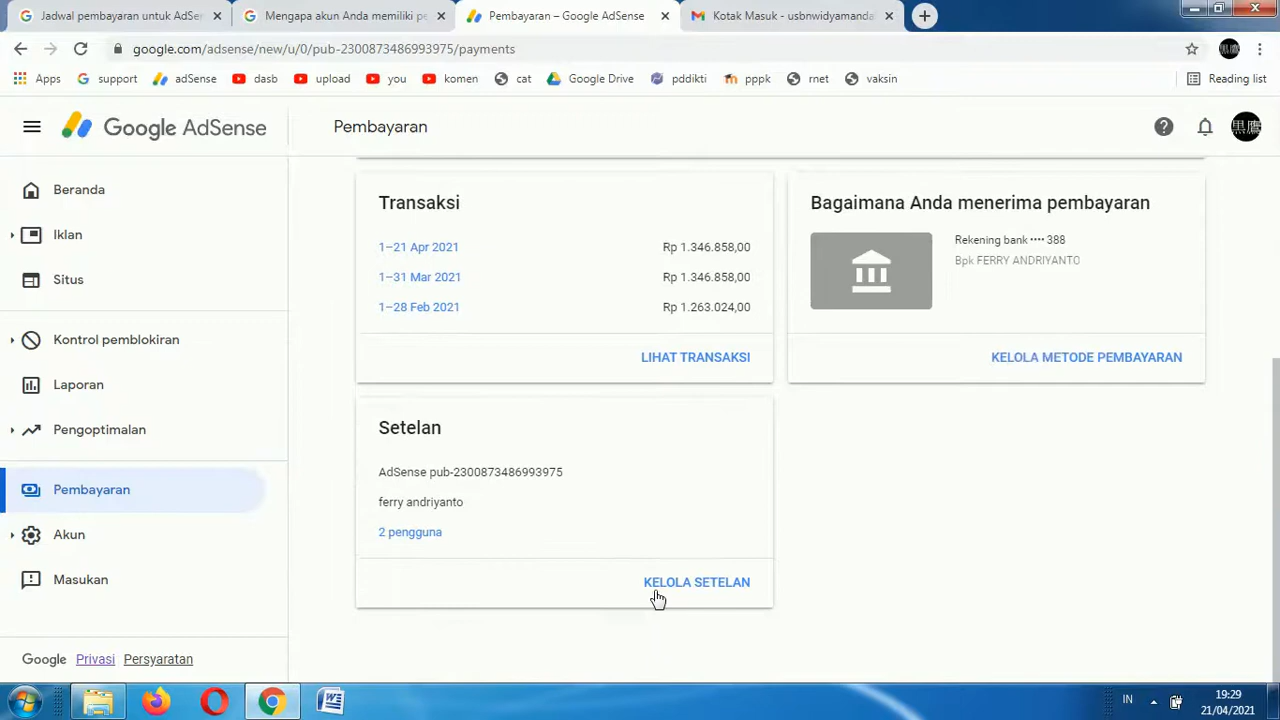 Jadwal pembayaran untuk AdSe
Mengapa akun Anda memiliki pe
Pembayaran – Google AdSense
Kotak Masuk - usbnwidyamanda
google.com/adsense/new/u/0/pub-2300873486993975/payments
Apps
support
adSense
dasb
upload
you
komen
cat
Google Drive
pddikti
pppk
rnet
vaksin
Reading list
Google AdSense
Pembayaran
黒鷹
Beranda
Iklan
Situs
Kontrol pemblokiran
Laporan
Pengoptimalan
Pembayaran
Akun
Masukan
Google Privasi Persyaratan
Transaksi
1–21 Apr 2021 Rp 1.346.858,00
1–31 Mar 2021 Rp 1.346.858,00
1–28 Feb 2021 Rp 1.263.024,00
LIHAT TRANSAKSI
Bagaimana Anda menerima pembayaran
Rekening bank •••• 388
Bpk FERRY ANDRIYANTO
KELOLA METODE PEMBAYARAN
Setelan
AdSense pub-2300873486993975
ferry andriyanto
2 pengguna
KELOLA SETELAN
IN
19:29
21/04/2021